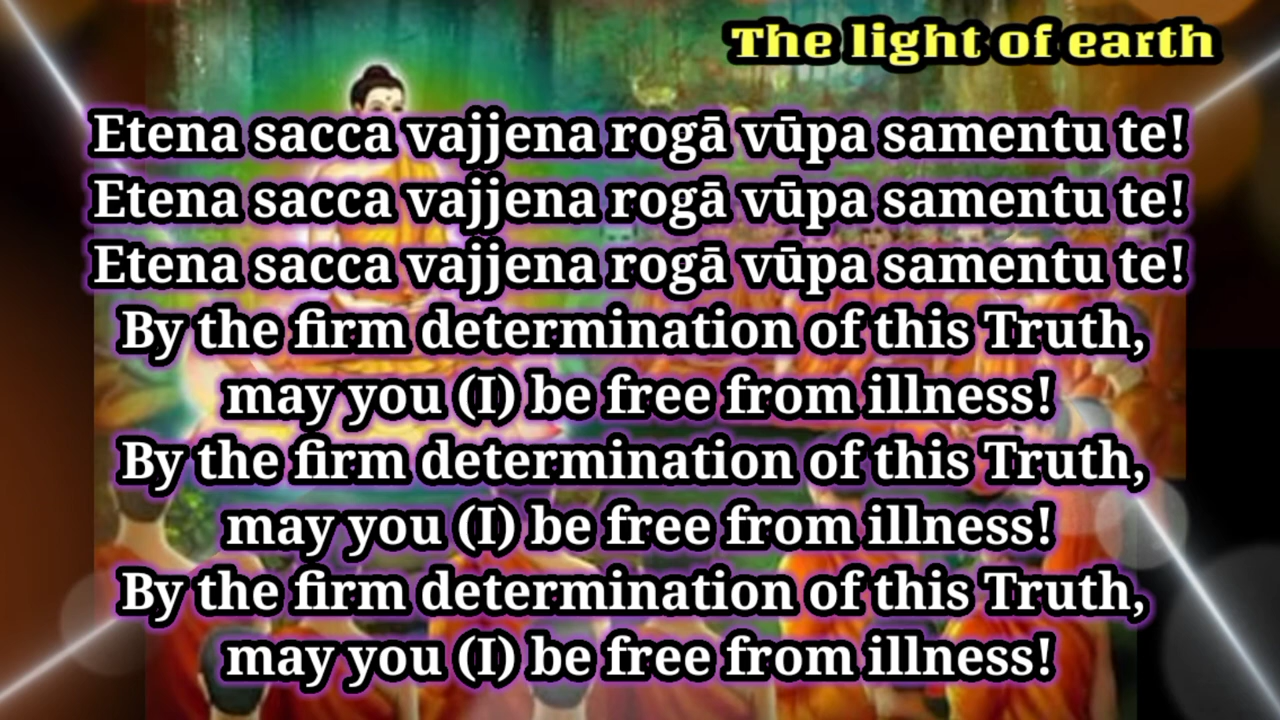 The light of earth
Etena sacca vajjena rogā vūpa samentu te!
Etena sacca vajjena rogā vūpa samentu te!
Etena sacca vajjena rogā vūpa samentu te!
By the firm determination of this Truth,
may you (I) be free from illness!
By the firm determination of this Truth,
may you (I) be free from illness!
By the firm determination of this Truth,
may you (I) be free from illness!